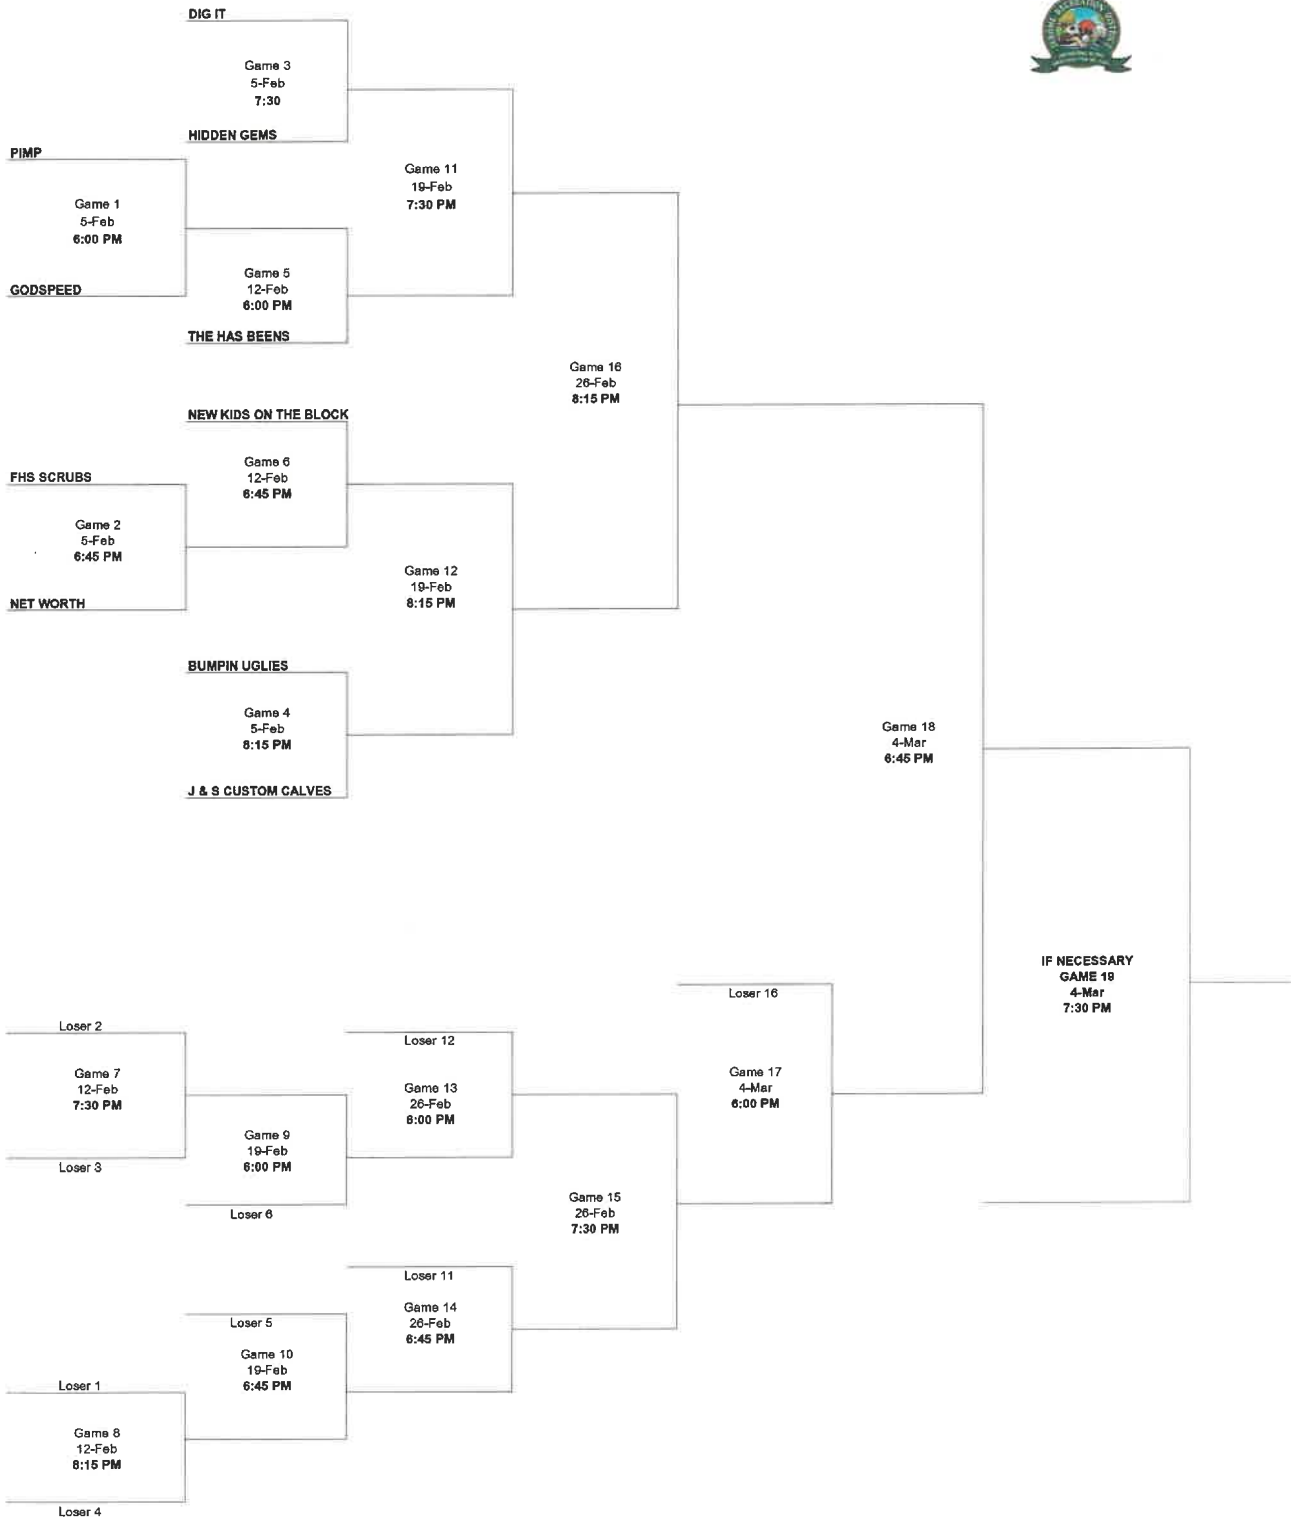 DIG IT
Game 3
5-Feb
7:30
HIDDEN GEMS
PIMP
Game 1
5-Feb
6:00 PM
GODSPEED
Game 11
19-Feb
7:30 PM
Game 5
12-Feb
6:00 PM
THE HAS BEENS
Game 16
26-Feb
8:15 PM
NEW KIDS ON THE BLOCK
Game 6
12-Feb
6:45 PM
FHS SCRUBS
Game 2
5-Feb
6:45 PM
NET WORTH
Game 12
19-Feb
8:15 PM
BUMPIN UGLIES
Game 4
5-Feb
8:15 PM
J & S CUSTOM CALVES
Game 18
4-Mar
6:45 PM
IF NECESSARY
GAME 19
4-Mar
7:30 PM
Loser 16
Game 17
4-Mar
6:00 PM
Loser 2
Game 7
12-Feb
7:30 PM
Loser 3
Loser 12
Game 13
26-Feb
6:00 PM
Game 9
19-Feb
6:00 PM
Loser 6
Game 15
26-Feb
7:30 PM
Loser 11
Game 14
26-Feb
6:45 PM
Loser 5
Game 10
19-Feb
6:45 PM
Loser 1
Game 8
12-Feb
8:15 PM
Loser 4